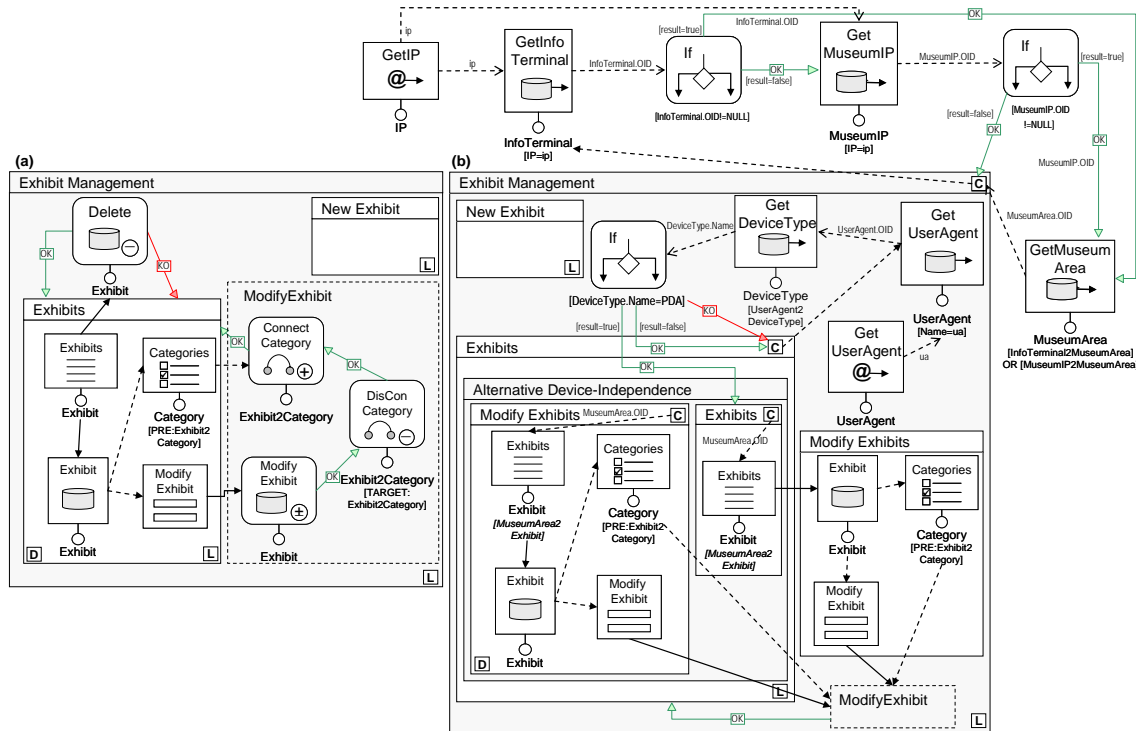 OK
InfoTerminal.OID
OK
[result=true]
ip
GetIP
@
IP
ip
GetInfo
Terminal
InfoTerminal
[IP=ip]
InfoTerminal.OID
If
[InfoTerminal.OID!=NULL]
OK
[result=false]
Get
MuseumIP
MuseumIP
[IP=ip]
MuseumIP.OID
If
[MuseumIP.OID
!=NULL]
[result=true]
OK
[result=false]
OK
MuseumIP.OID
MuseumArea.OID
GetMuseum
Area
OK
MuseumArea
[InfoTerminal2MuseumArea]
OR [MuseumIP2MuseumArea]
(a)
Exhibit Management
Delete
Exhibit
OK
KO
New Exhibit
L
Exhibits
Exhibits
Exhibit
Categories
Category
[PRE:Exhibit2
Category]
Exhibit
Exhibit
Modify
Exhibit
D
L
ModifyExhibit
Connect
Category
Exhibit2Category
OK
OK
DisCon
Category
Exhibit2Category
[TARGET:
Exhibit2Category]
Modify
Exhibit
Exhibit
OK
L
(b)
Exhibit Management
C
New Exhibit
L
If
[DeviceType.Name=PDA]
DeviceType.Name
Get
DeviceType
DeviceType
[UserAgent2
DeviceType]
UserAgent.OID
Get
UserAgent
UserAgent
[Name=ua]
Get
UserAgent
@
UserAgent
ua
[result=true]
[result=false]
KO
OK
OK
Exhibits
C
Alternative Device-Independence
Modify Exhibits
C
MuseumArea.OID
Exhibits
Exhibit
[MuseumArea2
Exhibit]
Categories
Category
[PRE:Exhibit2
Category]
Exhibit
Exhibit
Modify
Exhibit
D
Exhibits
C
MuseumArea.OID
Exhibits
Exhibit
[MuseumArea2
Exhibit]
L
Modify Exhibits
Exhibit
Exhibit
Categories
Category
[PRE:Exhibit2
Category]
Modify
Exhibit
ModifyExhibit
OK
L